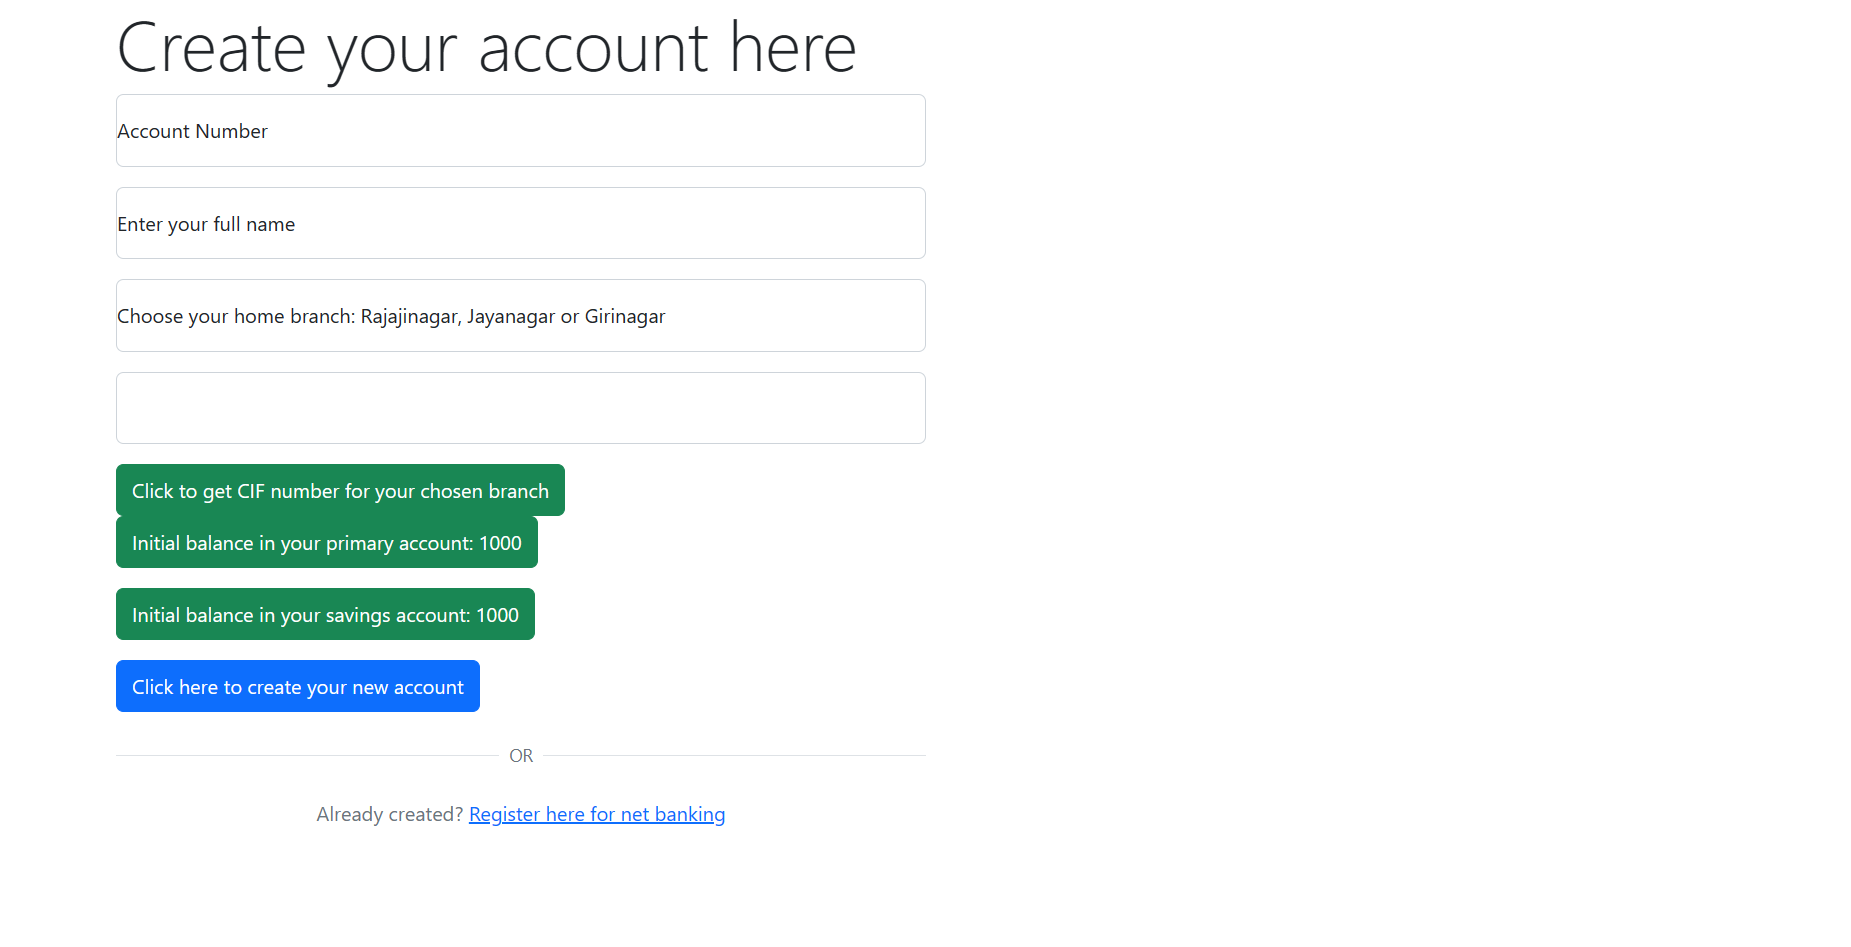 Create your account here
Account Number
Enter your full name
Choose your home branch: Rajajinagar, Jayanagar or Girinagar
Click to get CIF number for your chosen branch
Initial balance in your primary account: 1000
Initial balance in your savings account: 1000
Click here to create your new account
OR
Already created? Register here for net banking